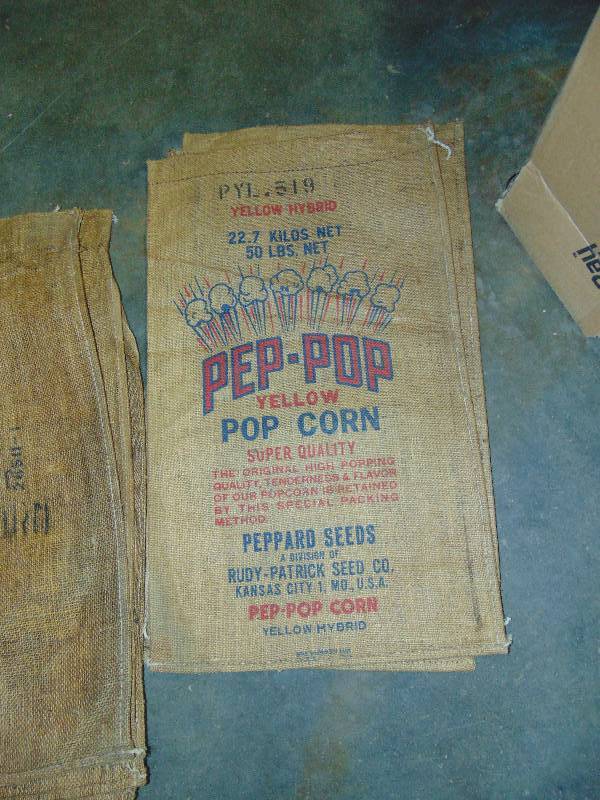 PYL.519
YELLOW HYBRID
22.7 KILOS NET
50 LBS. NET
PEP-POP
YELLOW
POP CORN
SUPER QUALITY
THE ORIGINAL HIGH POPPING
QUALITY, TENDERNESS & FLAVOR
OF OUR POPCORN IS RETAINED
BY THIS SPECIAL PACKING
METHOD.
PEPPARD SEEDS
A DIVISION OF
RUDY-PATRICK SEED CO.
KANSAS CITY 1, MO., U.S.A.
PEP-POP CORN
YELLOW HYBRID